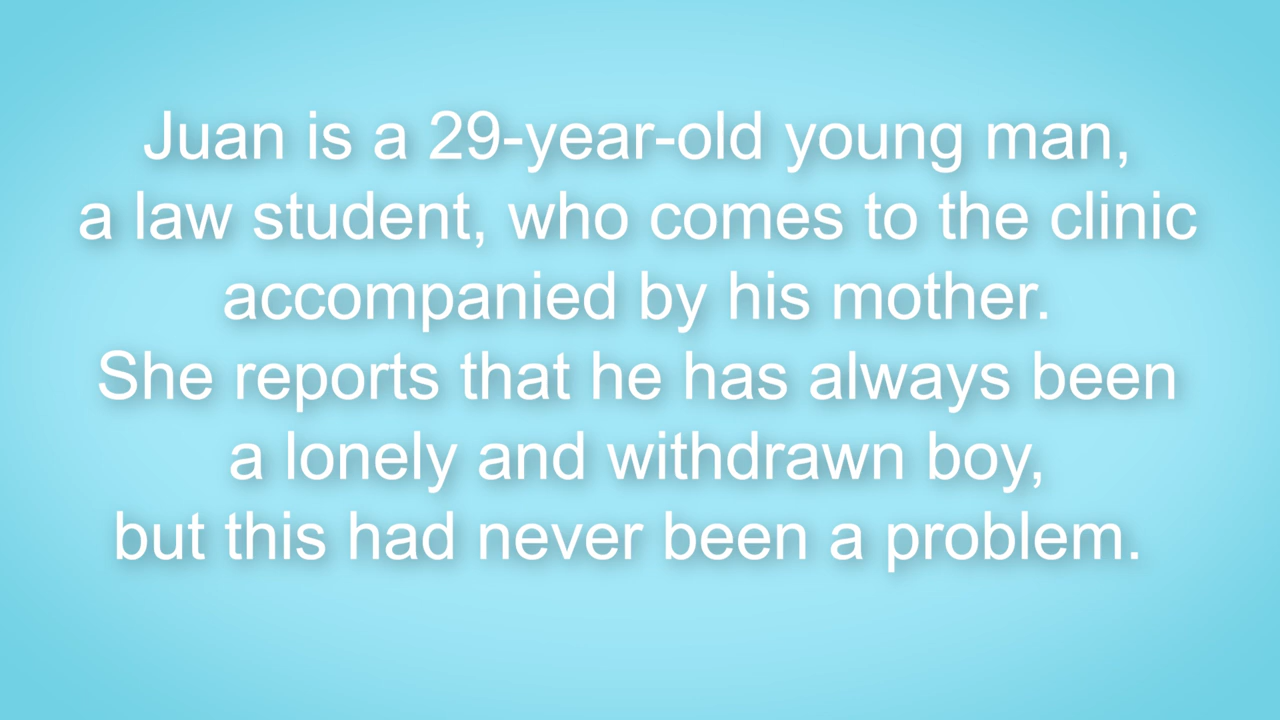 Juan is a 29-year-old young man,
a law student, who comes to the clinic
accompanied by his mother.
She reports that he has always been
a lonely and withdrawn boy,
but this had never been a problem.